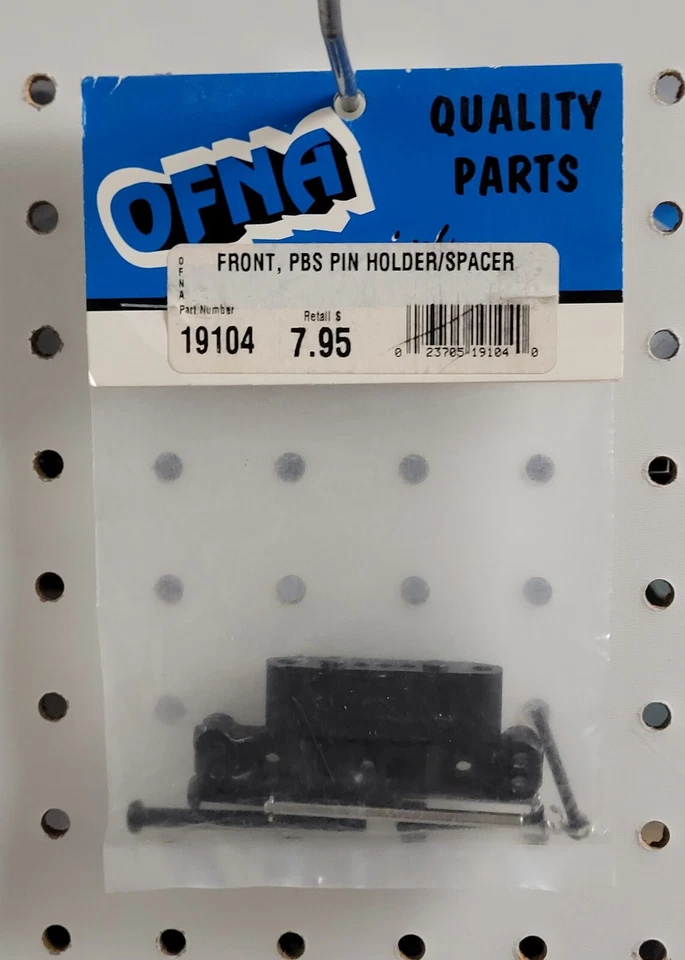 OFNA
QUALITY
PARTS
OFNA
FRONT, PBS PIN HOLDER/SPACER
Part Number
Retail $
19104
7.95
0 23705 19104 0